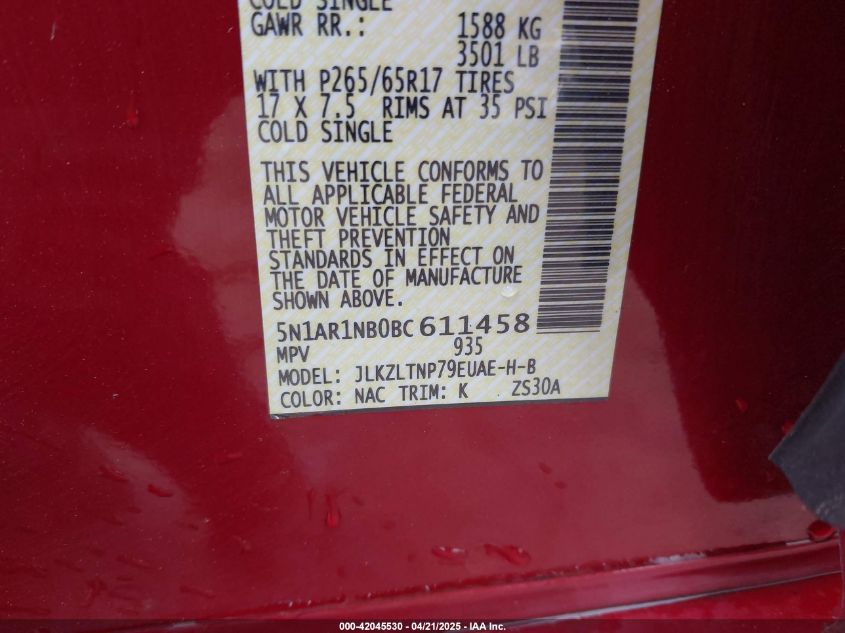 COLD SINGLE
GAWR RR.: 1588 KG
3501 LB
WITH P265/65R17 TIRES
17 X 7.5 RIMS AT 35 PSI
COLD SINGLE
THIS VEHICLE CONFORMS TO
ALL APPLICABLE FEDERAL
MOTOR VEHICLE SAFETY AND
THEFT PREVENTION
STANDARDS IN EFFECT ON
THE DATE OF MANUFACTURE
SHOWN ABOVE.
5N1AR1NB0BC611458
MPV 935
MODEL: JLKZLTNP79EUAE-H-B
COLOR: NAC TRIM: K ZS30A
000-42045530 - 04/21/2025 - IAA Inc.